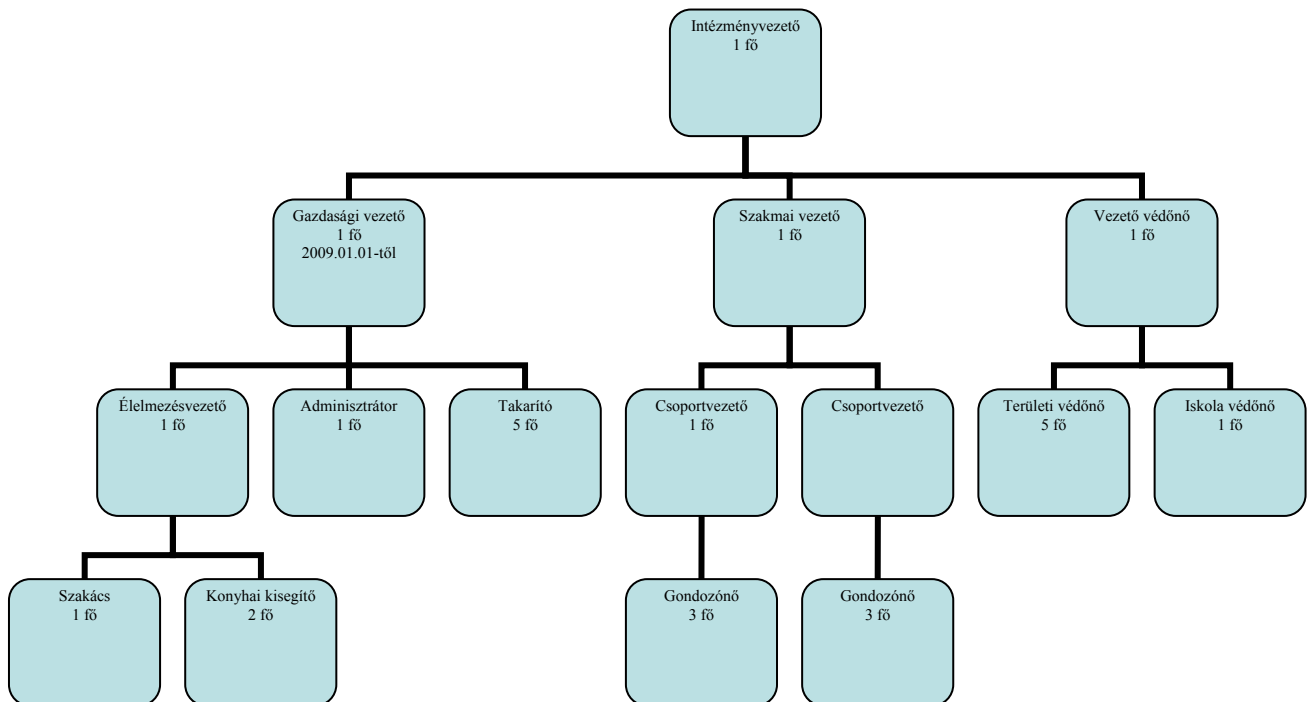 Intézményvezető
1 fő
Gazdasági vezető
1 fő
2009.01.01-től
Szakmai vezető
1 fő
Vezető védőnő
1 fő
Élelmezésvezető
1 fő
Adminisztrátor
1 fő
Takarító
5 fő
Csoportvezető
1 fő
Csoportvezető
Területi védőnő
5 fő
Iskola védőnő
1 fő
Szakács
1 fő
Konyhai kisegítő
2 fő
Gondozónő
3 fő
Gondozónő
3 fő